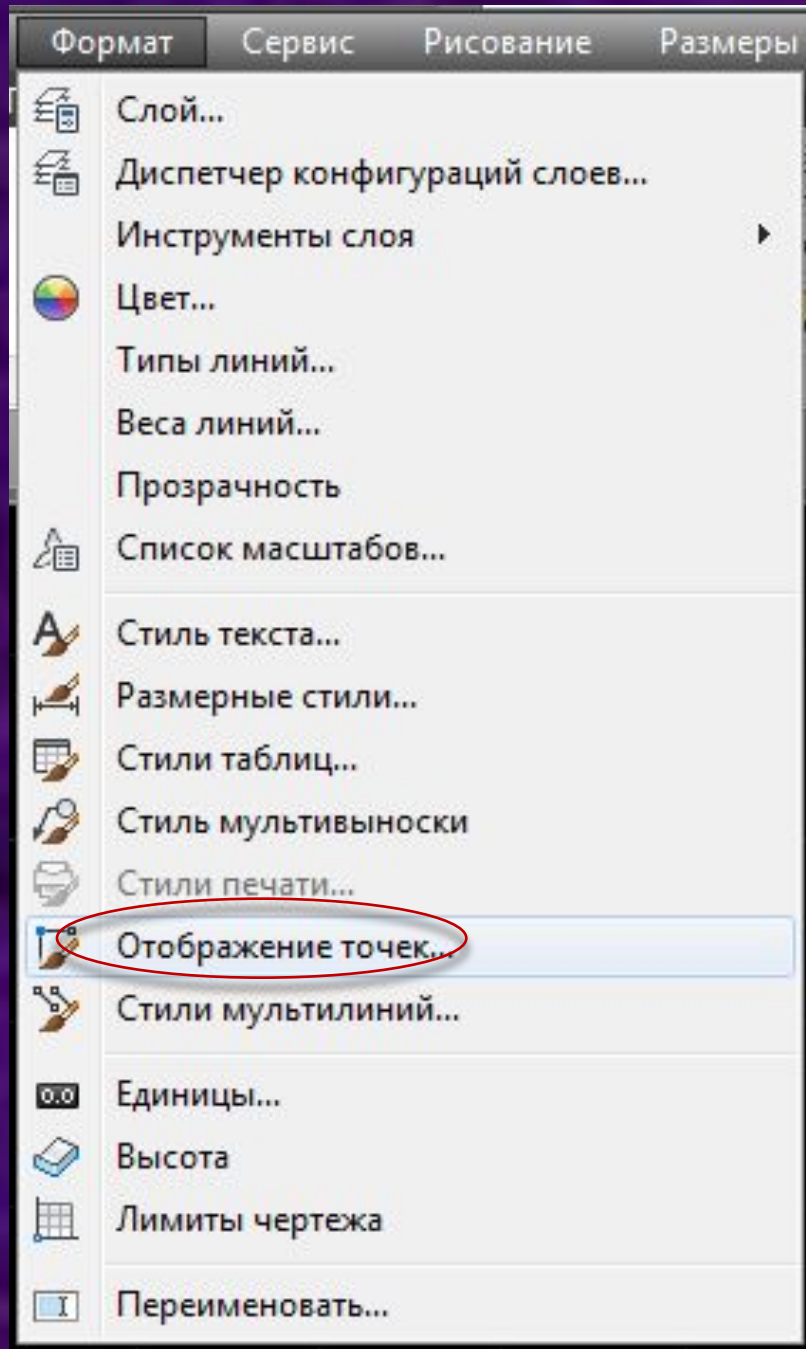 Формат Сервис Рисование Размеры
Слой...
Диспетчер конфигураций слоев...
Инструменты слоя
Цвет...
Типы линий...
Веса линий...
Прозрачность
Список масштабов...
Стиль текста...
Размерные стили...
Стили таблиц...
Стиль мультивыноски
Стили печати...
Отображение точек...
Стили мультилиний...
0.0 Единицы...
Высота
Лимиты чертежа
Переименовать...